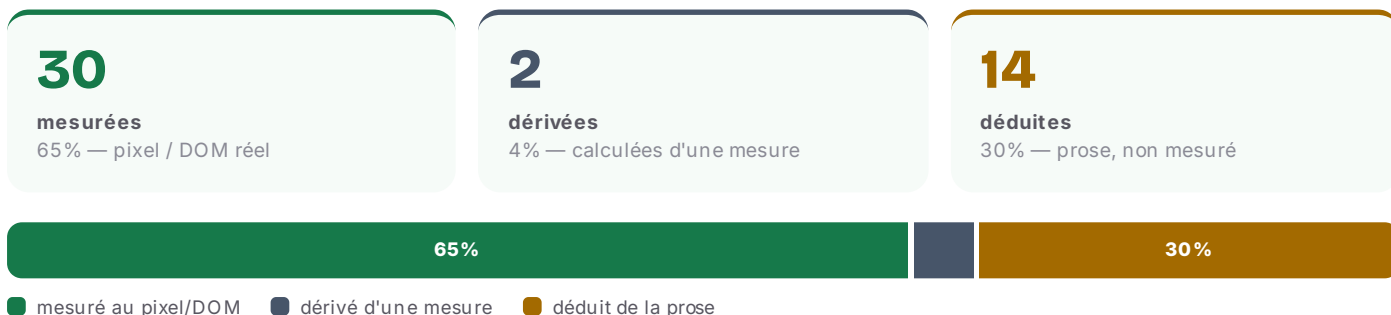 30
mesurées
65% — pixel / DOM réel
2
dérivées
4% — calculées d'une mesure
14
déduites
30% — prose, non mesuré
65%
30%
mesuré au pixel/DOM
dérivé d'une mesure
déduit de la prose